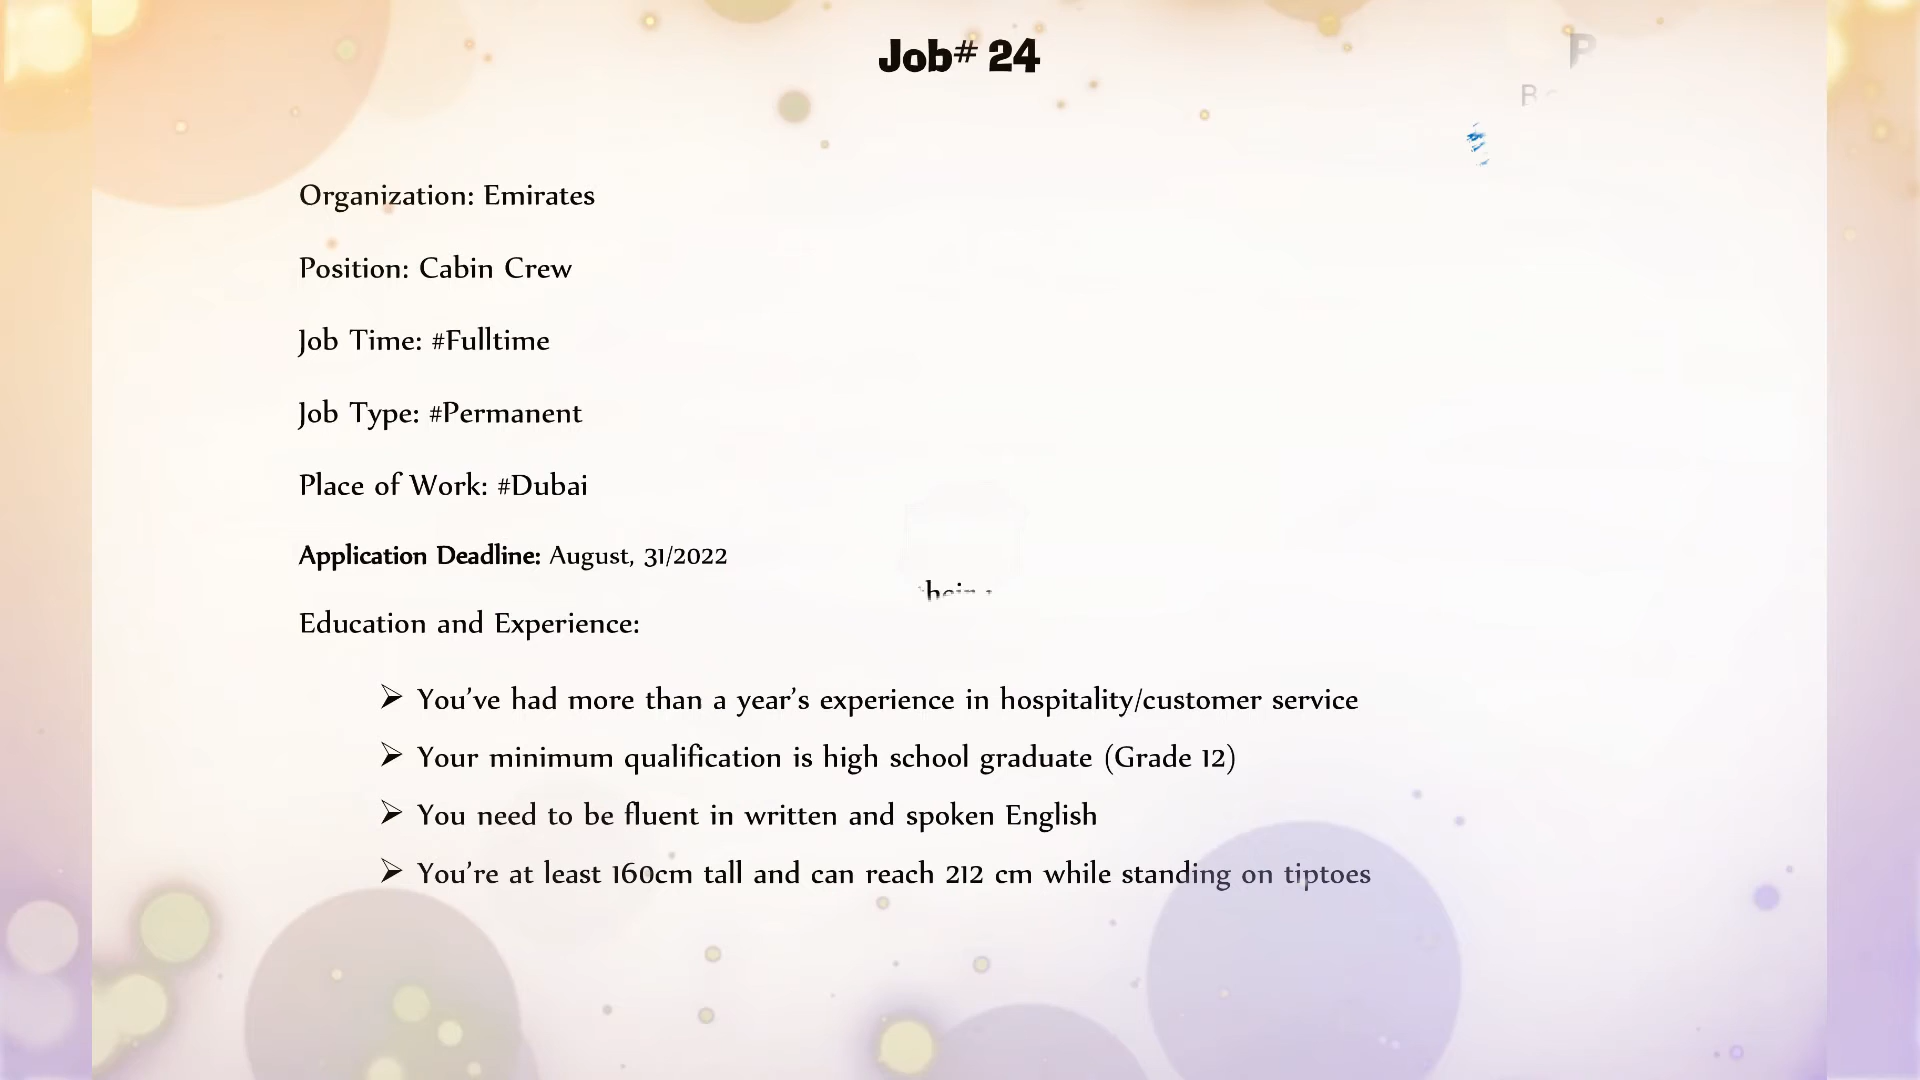 Job# 24
Organization: Emirates
Position: Cabin Crew
Job Time: #Fulltime
Job Type: #Permanent
Place of Work: #Dubai
Application Deadline: August, 31/2022
Education and Experience:
➢ You've had more than a year's experience in hospitality/customer service
➢ Your minimum qualification is high school graduate (Grade 12)
➢ You need to be fluent in written and spoken English
➢ You're at least 160cm tall and can reach 212 cm while standing on tiptoes